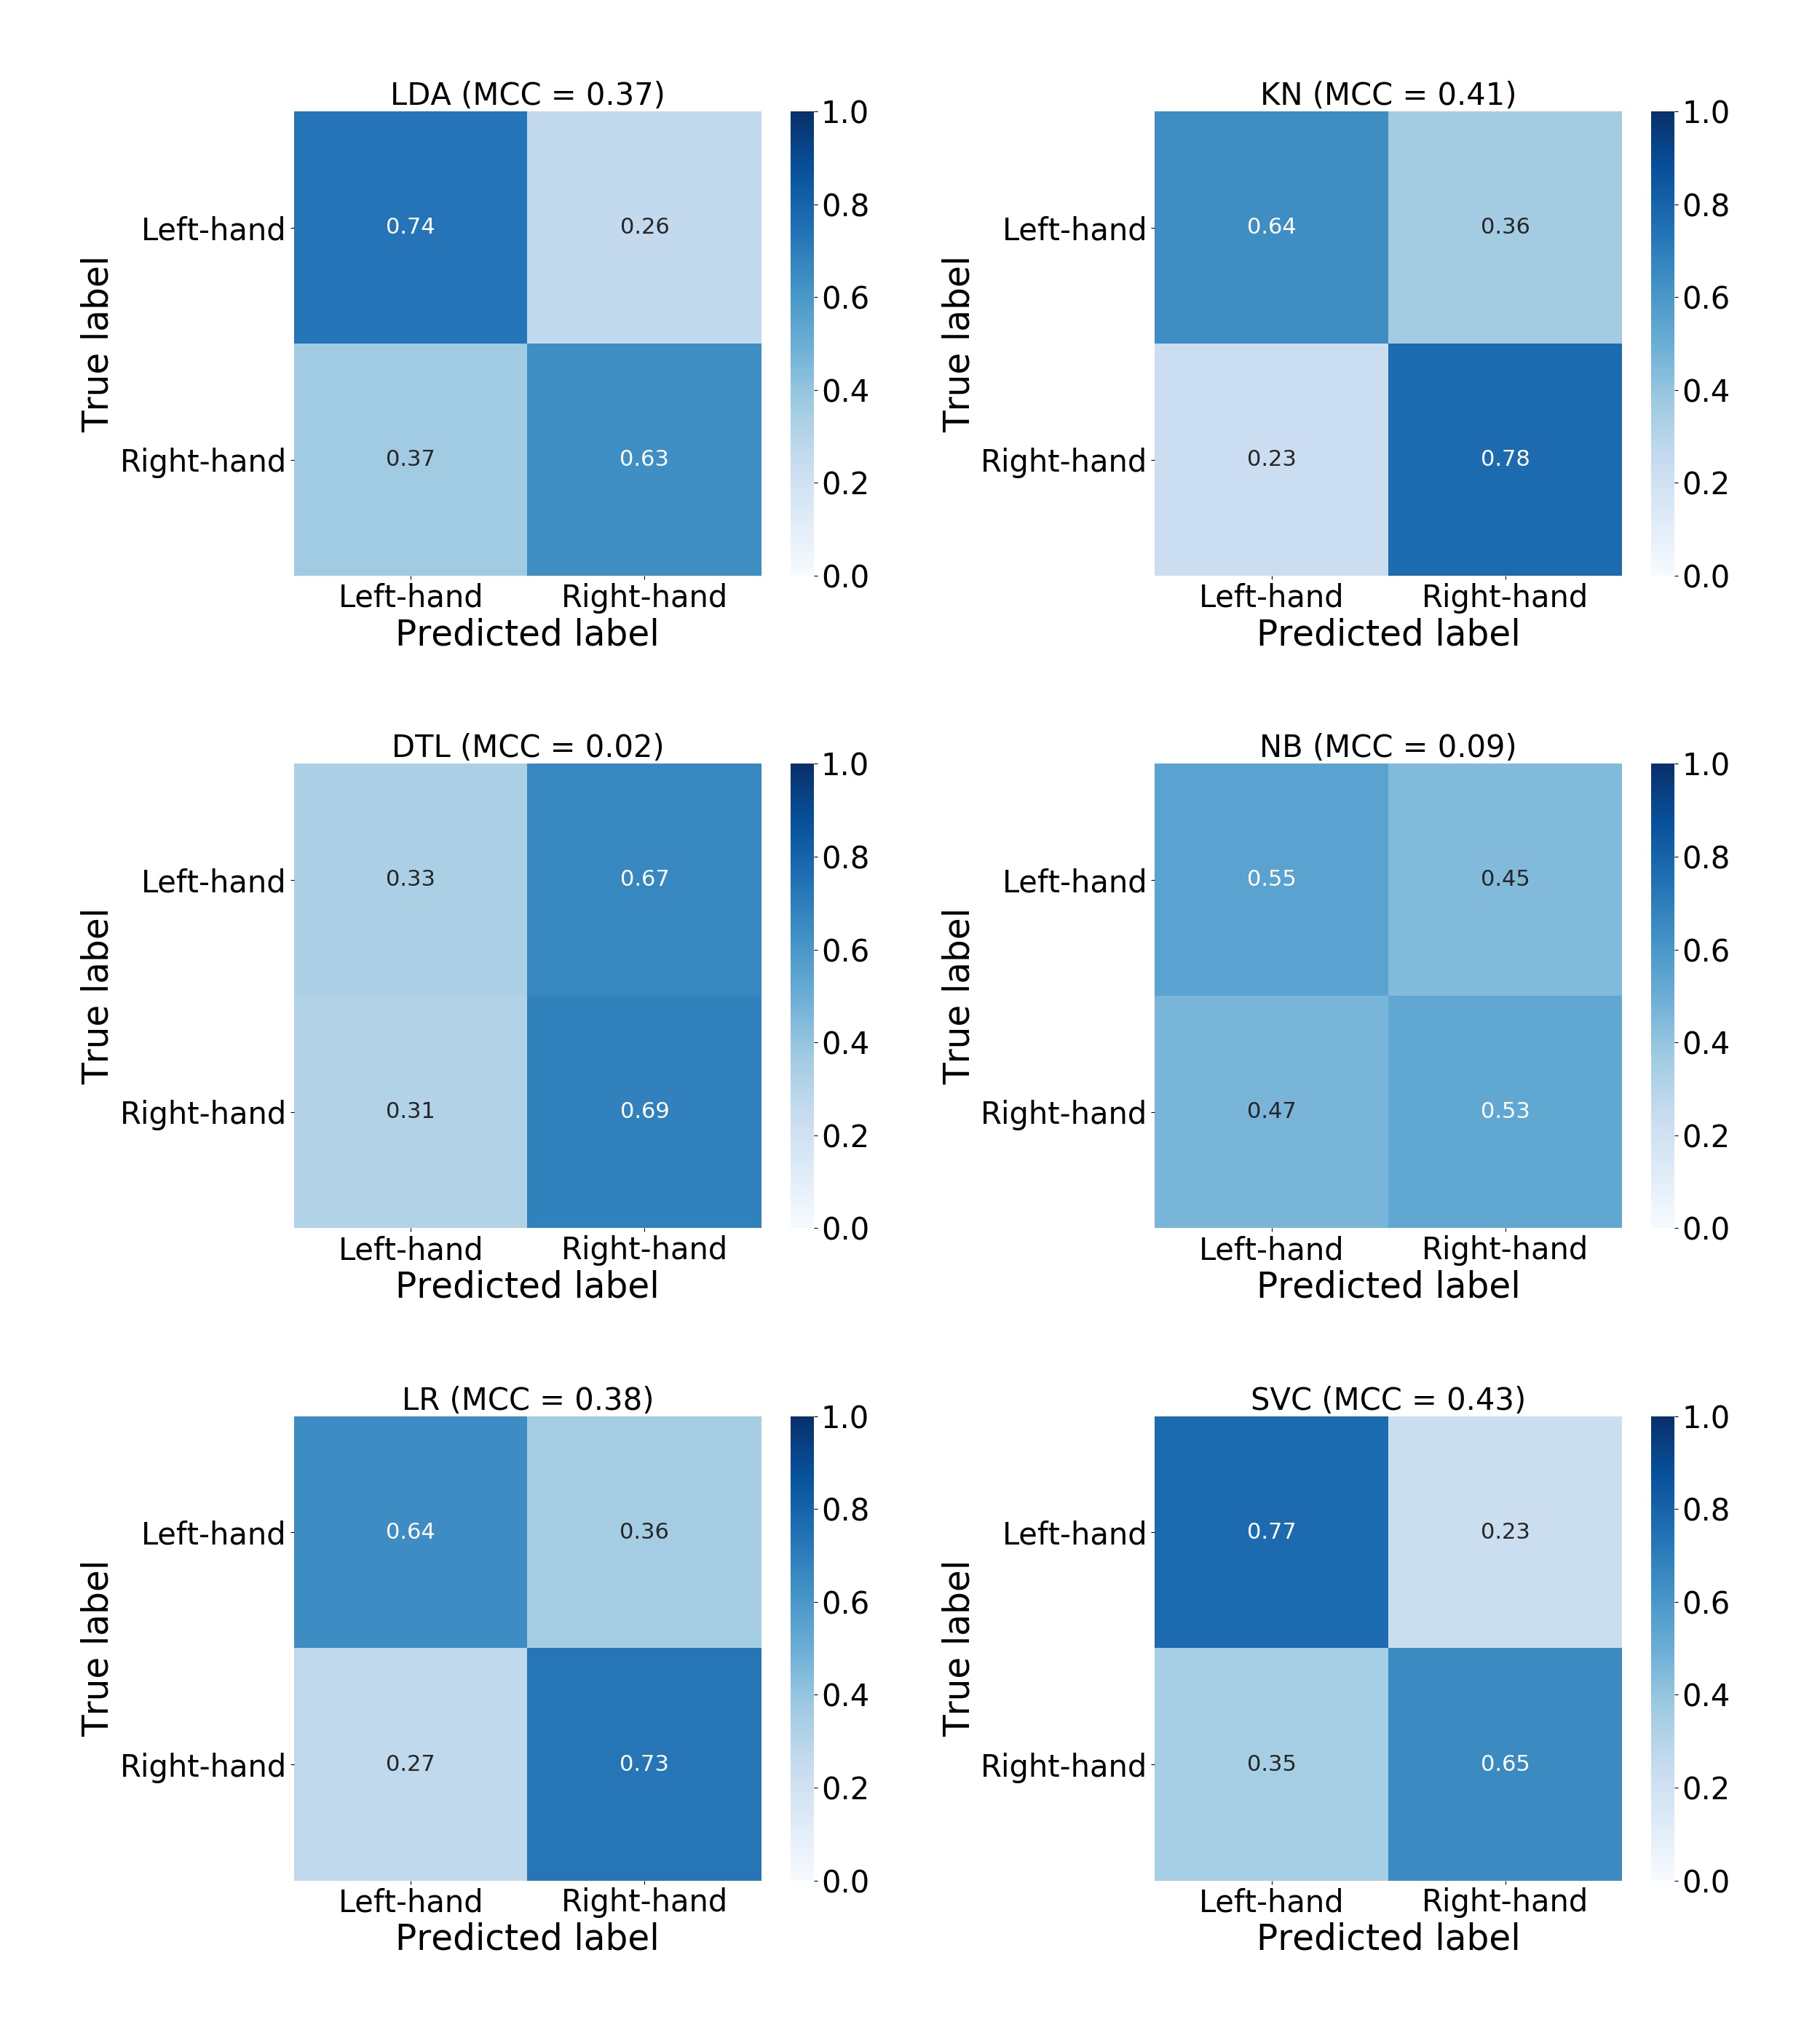 LDA (MCC = 0.37)
1.0
0.8
0.6
0.4
0.2
0.0
True label
Left-hand
0.74 0.26
Right-hand
0.37 0.63
Left-hand Right-hand
Predicted label
KN (MCC = 0.41)
1.0
0.8
0.6
0.4
0.2
0.0
True label
Left-hand
0.64 0.36
Right-hand
0.23 0.78
Left-hand Right-hand
Predicted label
DTL (MCC = 0.02)
1.0
0.8
0.6
0.4
0.2
0.0
True label
Left-hand
0.33 0.67
Right-hand
0.31 0.69
Left-hand Right-hand
Predicted label
NB (MCC = 0.09)
1.0
0.8
0.6
0.4
0.2
0.0
True label
Left-hand
0.55 0.45
Right-hand
0.47 0.53
Left-hand Right-hand
Predicted label
LR (MCC = 0.38)
1.0
0.8
0.6
0.4
0.2
0.0
True label
Left-hand
0.64 0.36
Right-hand
0.27 0.73
Left-hand Right-hand
Predicted label
SVC (MCC = 0.43)
1.0
0.8
0.6
0.4
0.2
0.0
True label
Left-hand
0.77 0.23
Right-hand
0.35 0.65
Left-hand Right-hand
Predicted label